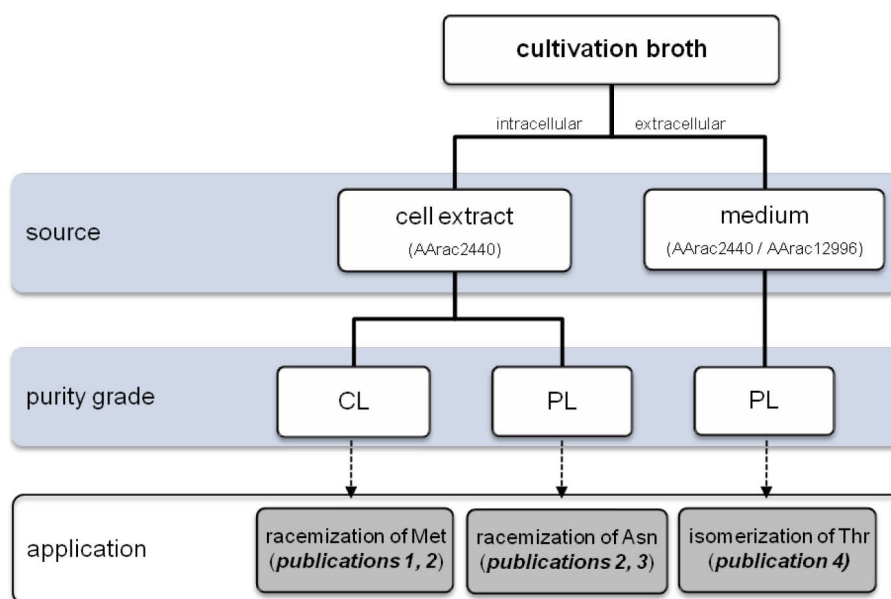 cultivation broth
intracellular
extracellular
source
cell extract
(AArac2440)
medium
(AArac2440 / AArac12996)
purity grade
CL
PL
PL
application
racemization of Met
(publications 1, 2)
racemization of Asn
(publications 2, 3)
isomerization of Thr
(publication 4)